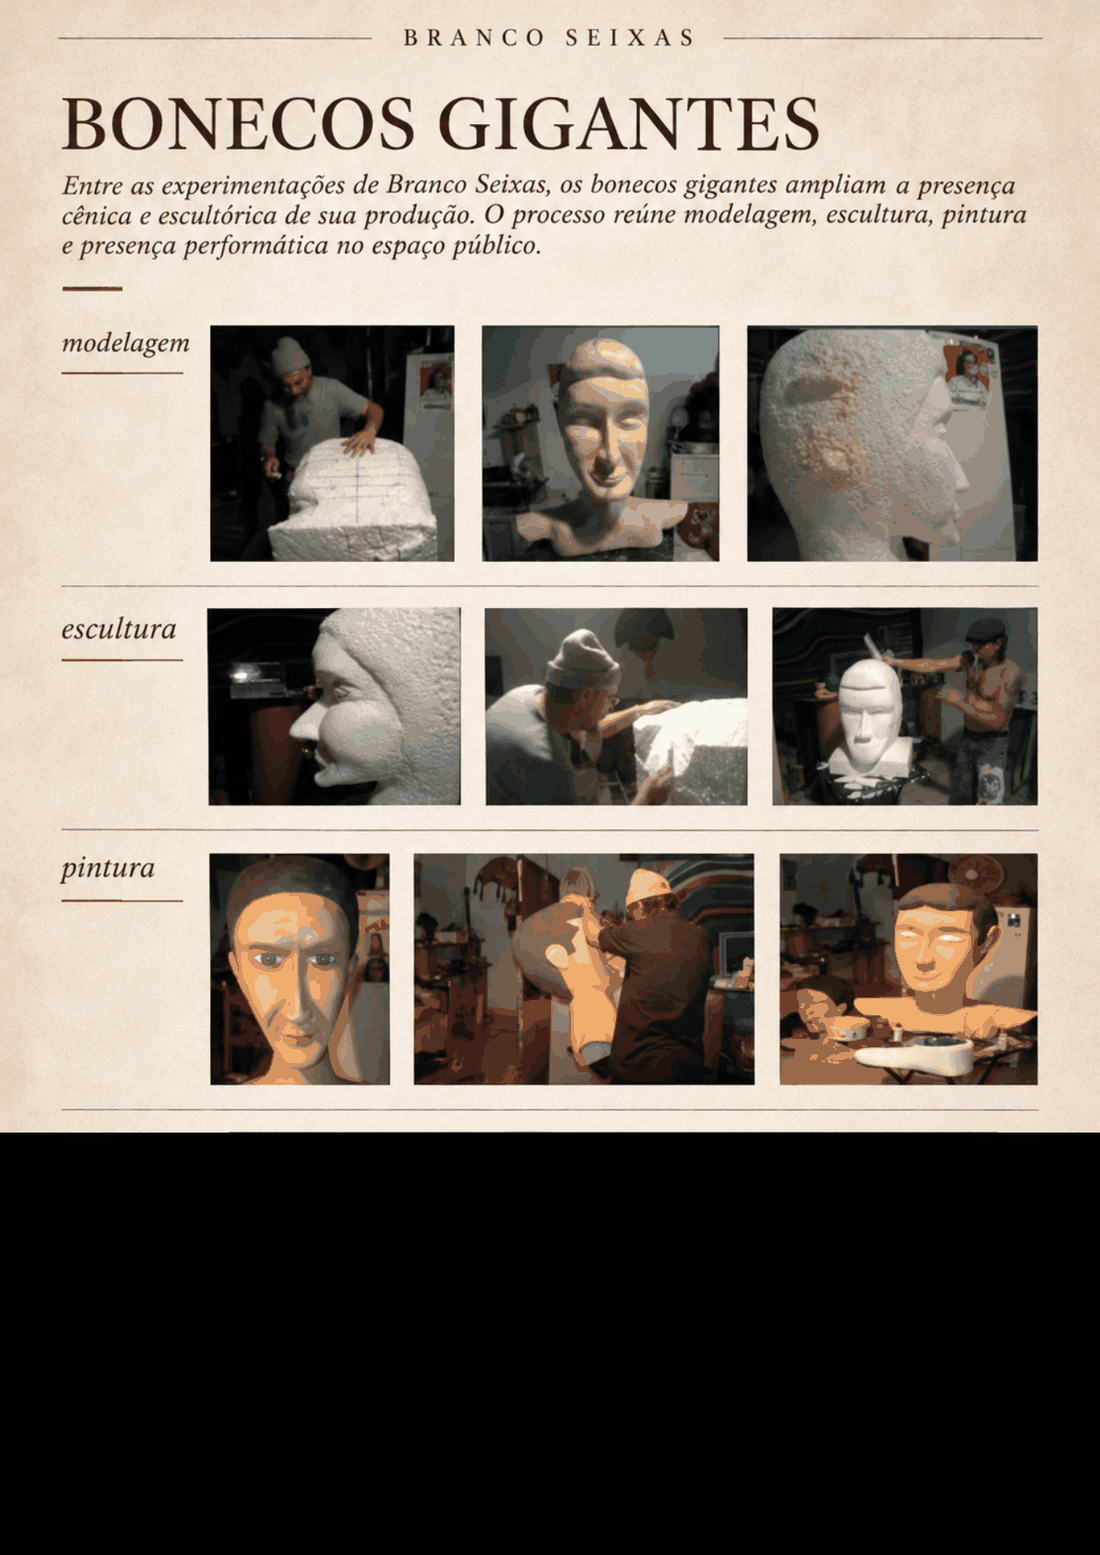 BRANCO SEIXAS
BONECOS GIGANTES
Entre as experimentações de Branco Seixas, os bonecos gigantes ampliam a presença
cênica e escultórica de sua produção. O processo reúne modelagem, escultura, pintura
e presença performática no espaço público.
modelagem
escultura
pintura